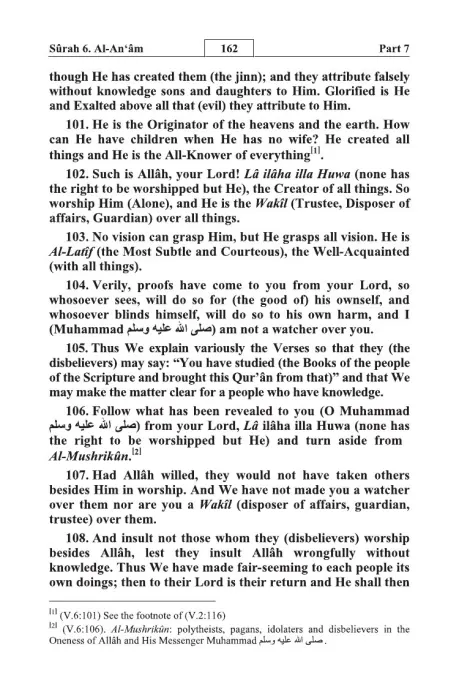 Sûrah 6. Al-An‘âm 162 Part 7
though He has created them (the jinn); and they attribute falsely
without knowledge sons and daughters to Him. Glorified is He
and Exalted above all that (evil) they attribute to Him.
101. He is the Originator of the heavens and the earth. How
can He have children when He has no wife? He created all
things and He is the All-Knower of everything[1].
102. Such is Allâh, your Lord! Lâ ilâha illa Huwa (none has
the right to be worshipped but He), the Creator of all things. So
worship Him (Alone), and He is the Wakîl (Trustee, Disposer of
affairs, Guardian) over all things.
103. No vision can grasp Him, but He grasps all vision. He is
Al-Latîf (the Most Subtle and Courteous), the Well-Acquainted
(with all things).
104. Verily, proofs have come to you from your Lord, so
whosoever sees, will do so for (the good of) his ownself, and
whosoever blinds himself, will do so to his own harm, and I
(Muhammad صلى الله عليه وسلم) am not a watcher over you.
105. Thus We explain variously the Verses so that they (the
disbelievers) may say: “You have studied (the Books of the people
of the Scripture and brought this Qur’ân from that)” and that We
may make the matter clear for a people who have knowledge.
106. Follow what has been revealed to you (O Muhammad
صلى الله عليه وسلم) from your Lord, Lâ ilâha illa Huwa (none has
the right to be worshipped but He) and turn aside from
Al-Mushrikûn.[2]
107. Had Allâh willed, they would not have taken others
besides Him in worship. And We have not made you a watcher
over them nor are you a Wakîl (disposer of affairs, guardian,
trustee) over them.
108. And insult not those whom they (disbelievers) worship
besides Allâh, lest they insult Allâh wrongfully without
knowledge. Thus We have made fair-seeming to each people its
own doings; then to their Lord is their return and He shall then
[1] (V.6:101) See the footnote of (V.2:116)
[2] (V.6:106). Al-Mushrikûn: polytheists, pagans, idolaters and disbelievers in the
Oneness of Allâh and His Messenger Muhammad صلى الله عليه وسلم .